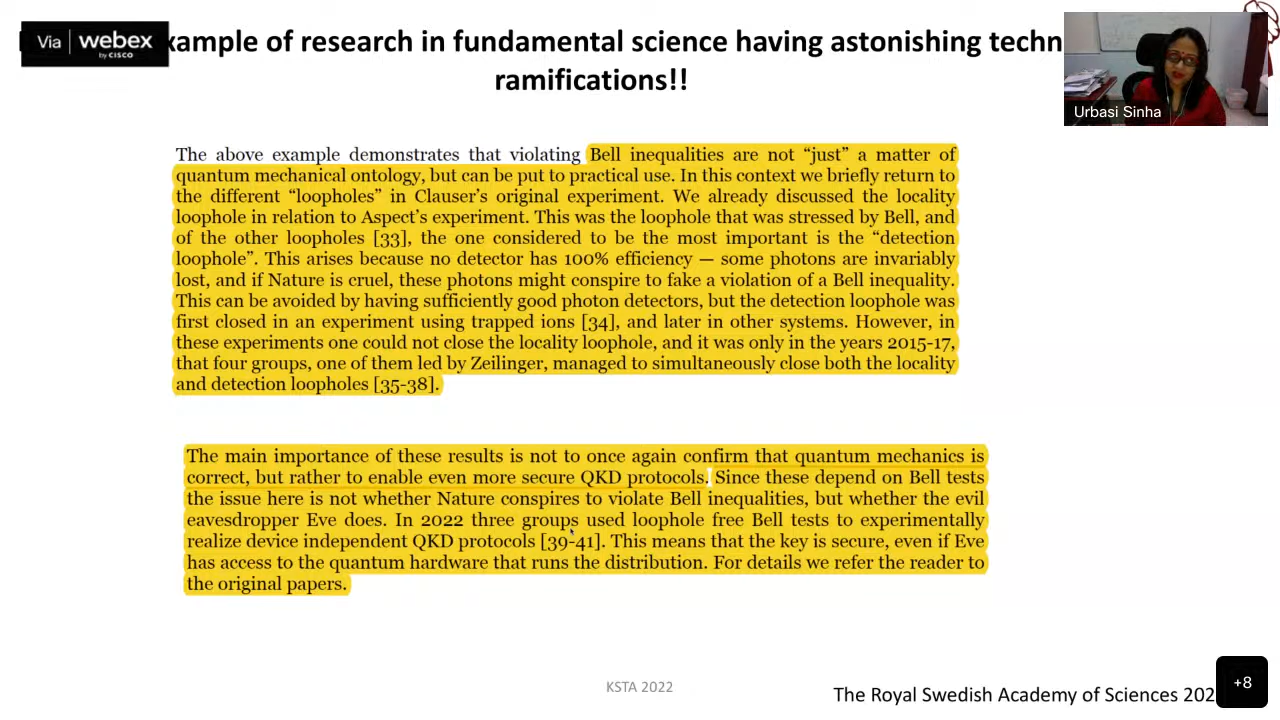 Via webex
by CISCO
xample of research in fundamental science having astonishing techn
ramifications!!
Urbasi Sinha
The above example demonstrates that violating Bell inequalities are not “just” a matter of
quantum mechanical ontology, but can be put to practical use. In this context we briefly return to
the different “loopholes” in Clauser’s original experiment. We already discussed the locality
loophole in relation to Aspect’s experiment. This was the loophole that was stressed by Bell, and
of the other loopholes [33], the one considered to be the most important is the “detection
loophole”. This arises because no detector has 100% efficiency — some photons are invariably
lost, and if Nature is cruel, these photons might conspire to fake a violation of a Bell inequality.
This can be avoided by having sufficiently good photon detectors, but the detection loophole was
first closed in an experiment using trapped ions [34], and later in other systems. However, in
these experiments one could not close the locality loophole, and it was only in the years 2015-17,
that four groups, one of them led by Zeilinger, managed to simultaneously close both the locality
and detection loopholes [35-38].
The main importance of these results is not to once again confirm that quantum mechanics is
correct, but rather to enable even more secure QKD protocols. Since these depend on Bell tests
the issue here is not whether Nature conspires to violate Bell inequalities, but whether the evil
eavesdropper Eve does. In 2022 three groups used loophole free Bell tests to experimentally
realize device independent QKD protocols [39-41]. This means that the key is secure, even if Eve
has access to the quantum hardware that runs the distribution. For details we refer the reader to
the original papers.
KSTA 2022
The Royal Swedish Academy of Sciences 202
+8